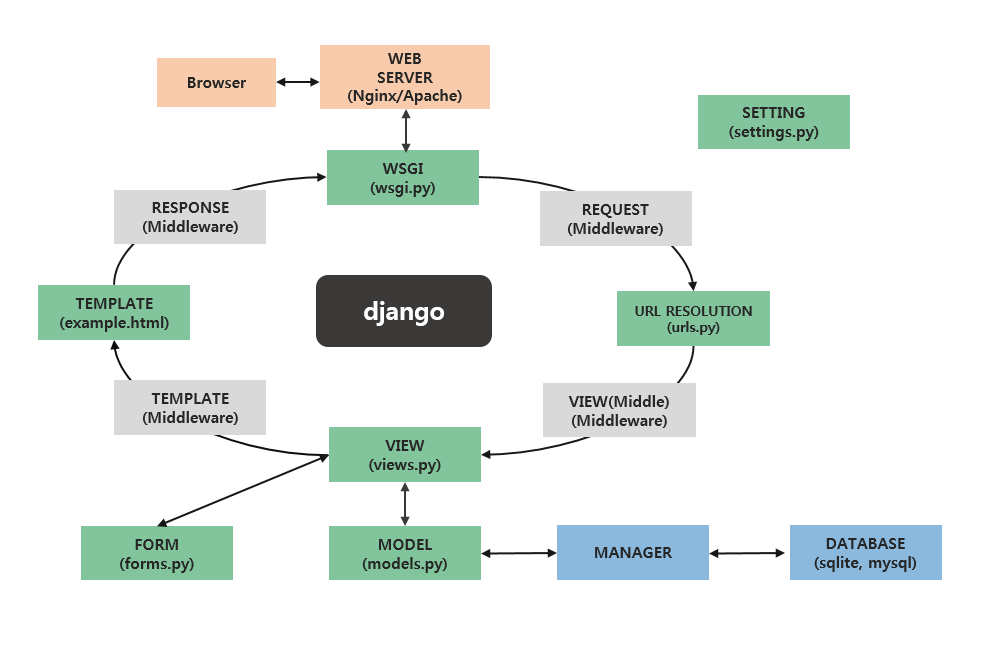 WEB
SERVER
(Nginx/Apache)
Browser
SETTING
(settings.py)
WSGI
(wsgi.py)
RESPONSE
(Middleware)
REQUEST
(Middleware)
TEMPLATE
(example.html)
django
URL RESOLUTION
(urls.py)
TEMPLATE
(Middleware)
VIEW(Middle)
(Middleware)
VIEW
(views.py)
FORM
(forms.py)
MODEL
(models.py)
MANAGER
DATABASE
(sqlite, mysql)